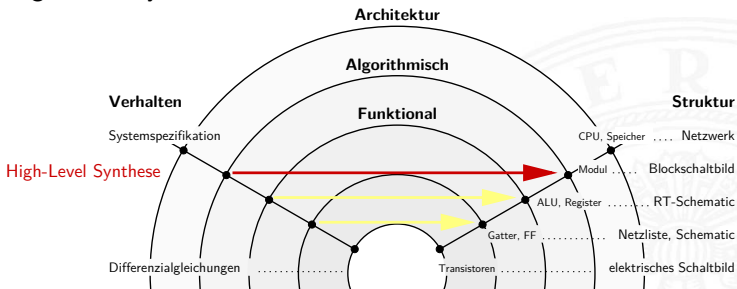 Architektur
Algorithmisch
Verhalten
Funktional
Struktur
Systemspezifikation
CPU, Speicher .... Netzwerk
High-Level Synthese
Modul ..... Blockschaltbild
ALU, Register ........ RT-Schematic
Gatter, FF ............. Netzliste, Schematic
Differenzialgleichungen .................
Transistoren .................. elektrisches Schaltbild
E R